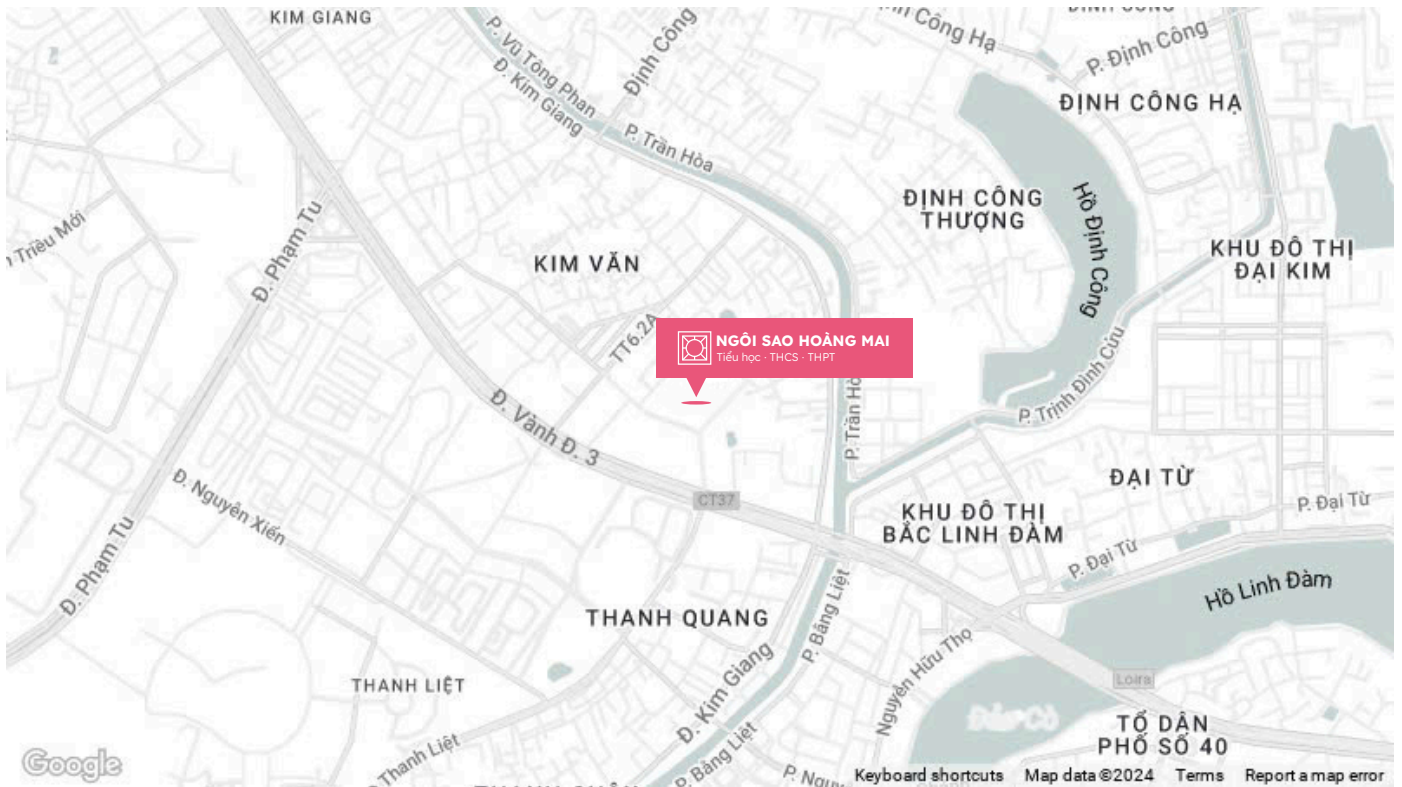 KIM GIANG
P. Vũ Tông Phan
Đ. Kim Giang
Định Công
P. Trần Hòa
Công Hạ
P. Định Công
ĐỊNH CÔNG HẠ
ĐỊNH CÔNG
THƯỢNG
Hồ Định Công
KHU ĐÔ THỊ
ĐẠI KIM
Triều Mới
Đ. Phạm Tu
KIM VĂN
TT6.2A
NGÔI SAO HOÀNG MAI
Tiểu học · THCS · THPT
P. Trịnh Đình Cửu
Đ. Vành Đ. 3
P. Trần Hò
ĐẠI TỪ
Đ. Nguyễn Xiển
CT37
KHU ĐÔ THỊ
BẮC LINH ĐÀM
P. Đại Từ
P. Đại Từ
Đ. Phạm Tu
Hồ Linh Đàm
THANH QUANG
P. Bằng Liệt
Nguyễn Hữu Thọ
THANH LIỆT
Đ. Kim Giang
Loira
TỔ DÂN
PHỐ SỐ 40
Thanh Liệt
P. Bằng Liệt
Google
Keyboard shortcuts
Map data ©2024
Terms
Report a map error